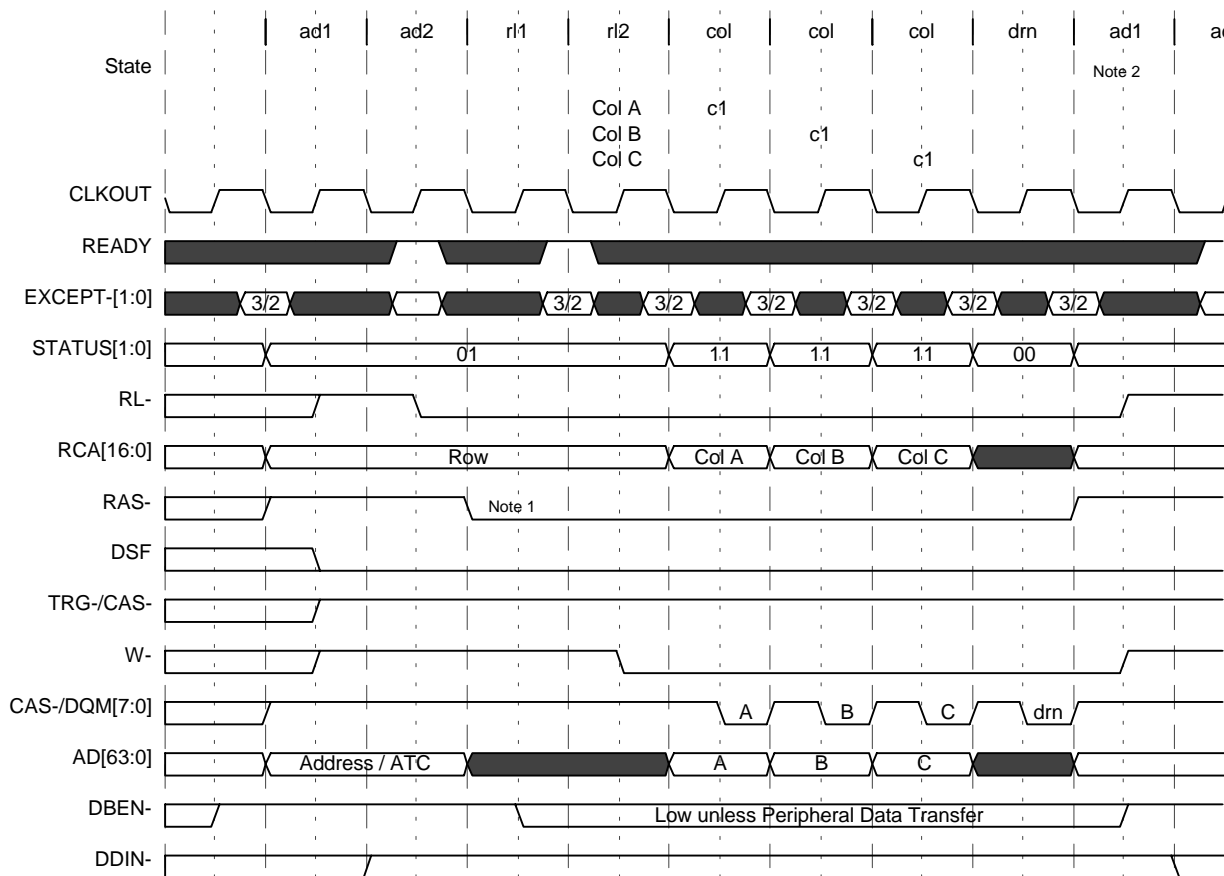 ad1 ad2 rl1 rl2 col col col drn ad1 ad
State Note 2
Col A c1
Col B c1
Col C c1
CLKOUT
READY
EXCEPT-[1:0] 3/2 3/2 3/2 3/2 3/2 3/2 3/2
STATUS[1:0] 01 11 11 11 00
RL-
RCA[16:0] Row Col A Col B Col C
RAS- Note 1
DSF
TRG-/CAS-
W-
CAS-/DQM[7:0] A B C drn
AD[63:0] Address / ATC A B C
DBEN- Low unless Peripheral Data Transfer
DDIN-